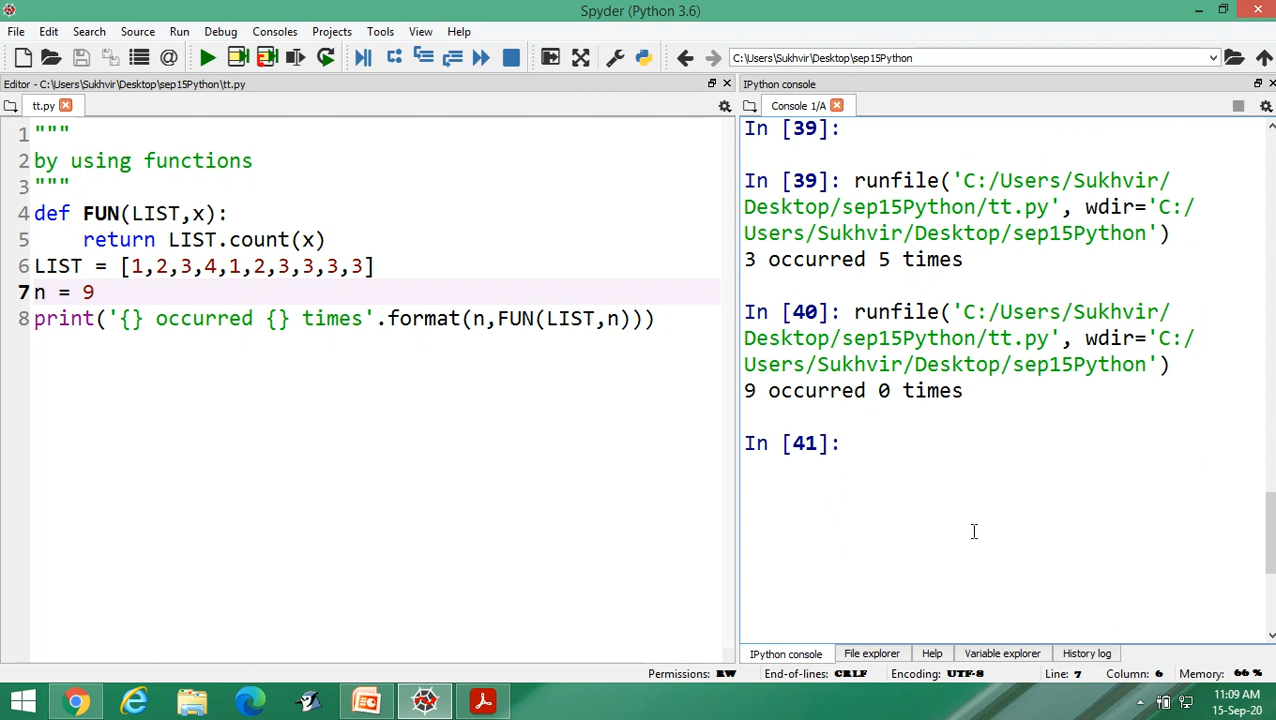 Spyder (Python 3.6)
File Edit Search Source Run Debug Consoles Projects Tools View Help
C:\Users\Sukhvir\Desktop\sep15Python
Editor - C:\Users\Sukhvir\Desktop\sep15Python\tt.py
tt.py
1 """
2 by using functions
3 """
4 def FUN(LIST,x):
5 return LIST.count(x)
6 LIST = [1,2,3,4,1,2,3,3,3,3]
7 n = 9
8 print('{} occurred {} times'.format(n,FUN(LIST,n)))
IPython console
Console 1/A
In [39]:
In [39]: runfile('C:/Users/Sukhvir/
Desktop/sep15Python/tt.py', wdir='C:/
Users/Sukhvir/Desktop/sep15Python')
3 occurred 5 times
In [40]: runfile('C:/Users/Sukhvir/
Desktop/sep15Python/tt.py', wdir='C:/
Users/Sukhvir/Desktop/sep15Python')
9 occurred 0 times
In [41]:
IPython console File explorer Help Variable explorer History log
Permissions: RW End-of-lines: CRLF Encoding: UTF-8 Line: 7 Column: 6 Memory: 66 %
11:09 AM
15-Sep-20